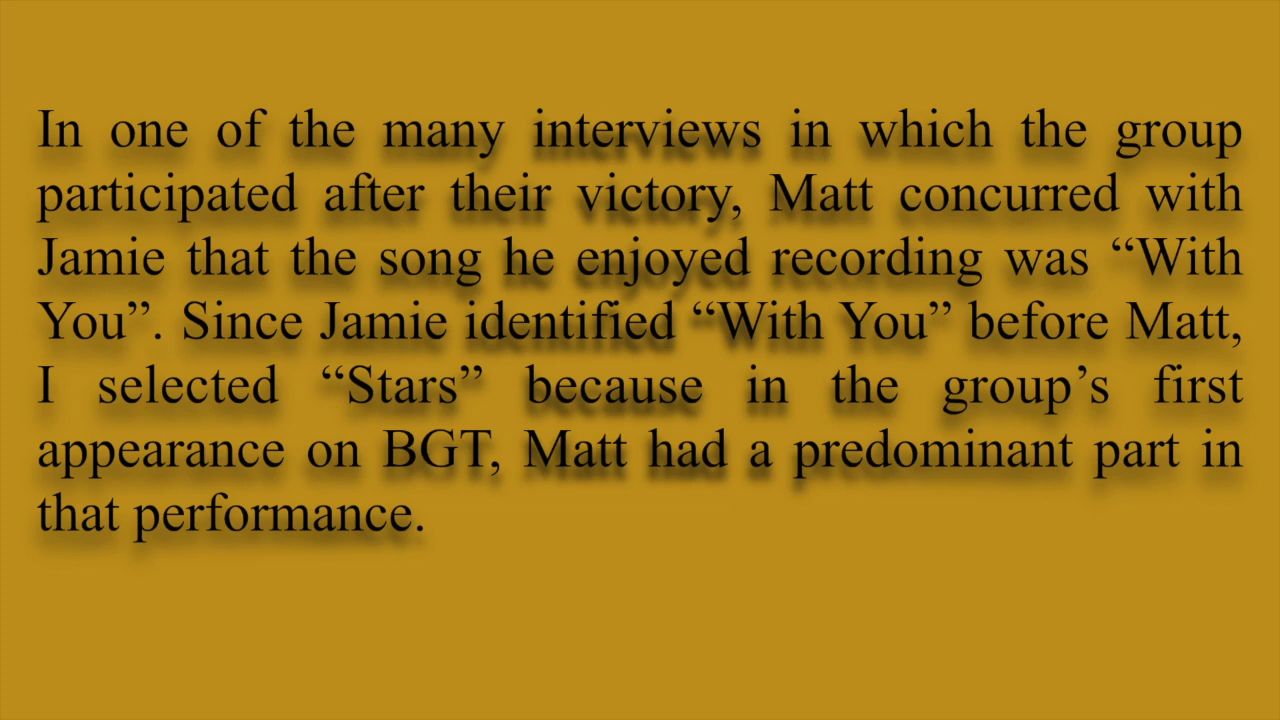 In one of the many interviews in which the group
participated after their victory, Matt concurred with
Jamie that the song he enjoyed recording was “With
You”. Since Jamie identified “With You” before Matt,
I selected “Stars” because in the group’s first
appearance on BGT, Matt had a predominant part in
that performance.